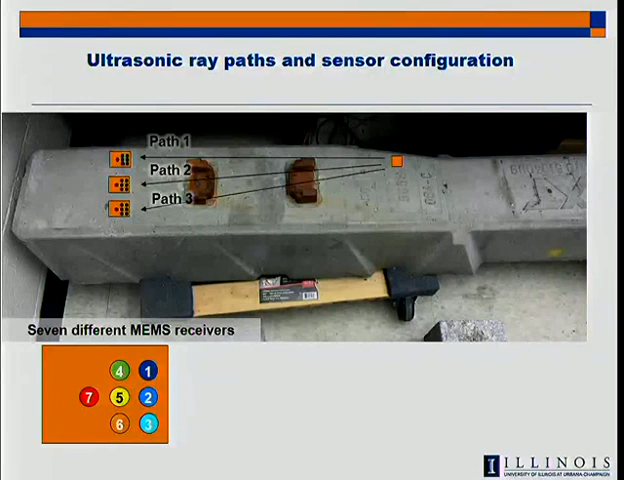 Ultrasonic ray paths and sensor configuration
Path 1
Path 2
Path 3
Seven different MEMS receivers
4 1
7 5 2
6 3
I ILLINOIS
UNIVERSITY OF ILLINOIS AT URBANA-CHAMPAIGN